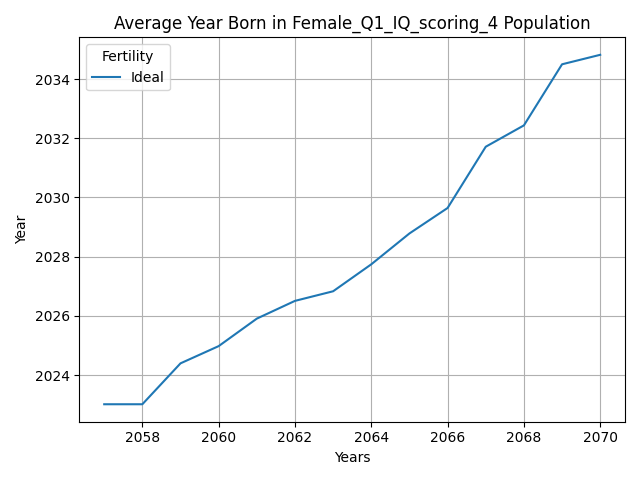 Average Year Born in Female_Q1_IQ_scoring_4 Population
Fertility
Ideal
2034
2032
2030
2028
2026
2024
Year
2058 2060 2062 2064 2066 2068 2070
Years